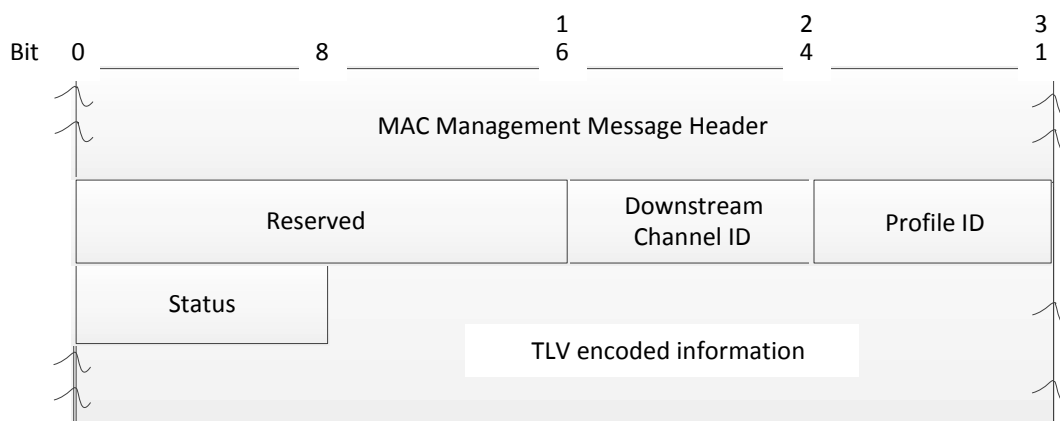 1 2 3
Bit 0 8 6 4 1
MAC Management Message Header
Reserved
Downstream
Channel ID
Profile ID
Status
TLV encoded information